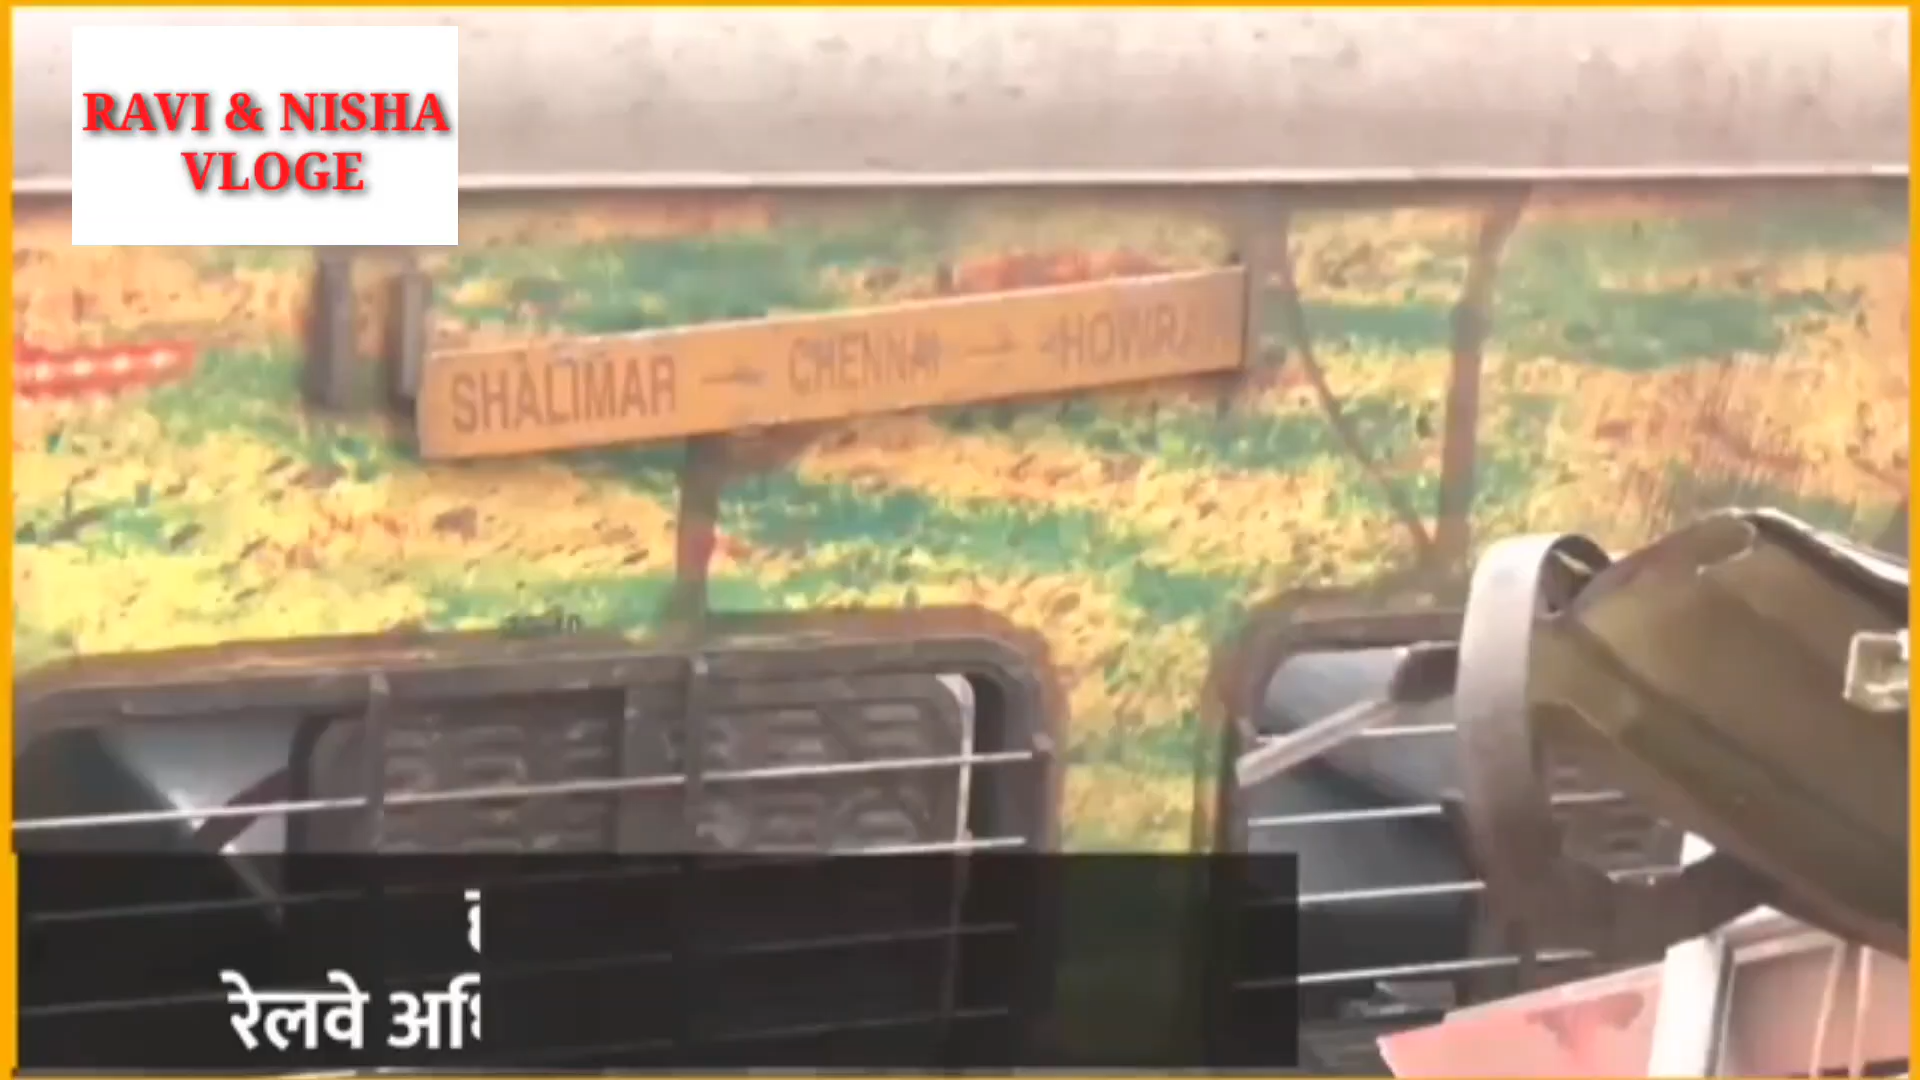 RAVI & NISHA
VLOGE
SHALIMAR → CHENNAI → HOWRAH
रेलवे